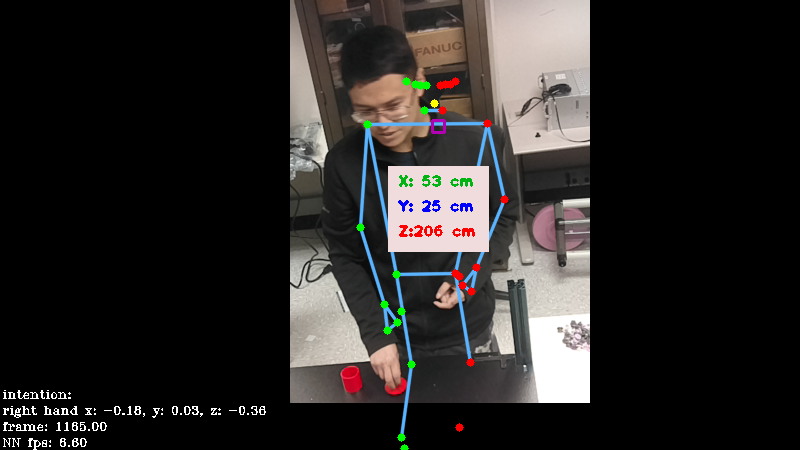 FANUC
X: 53 cm
Y: 25 cm
Z:206 cm
intention:
right hand x: -0.18, y: 0.03, z: -0.36
frame: 1165.00
NN fps: 6.60